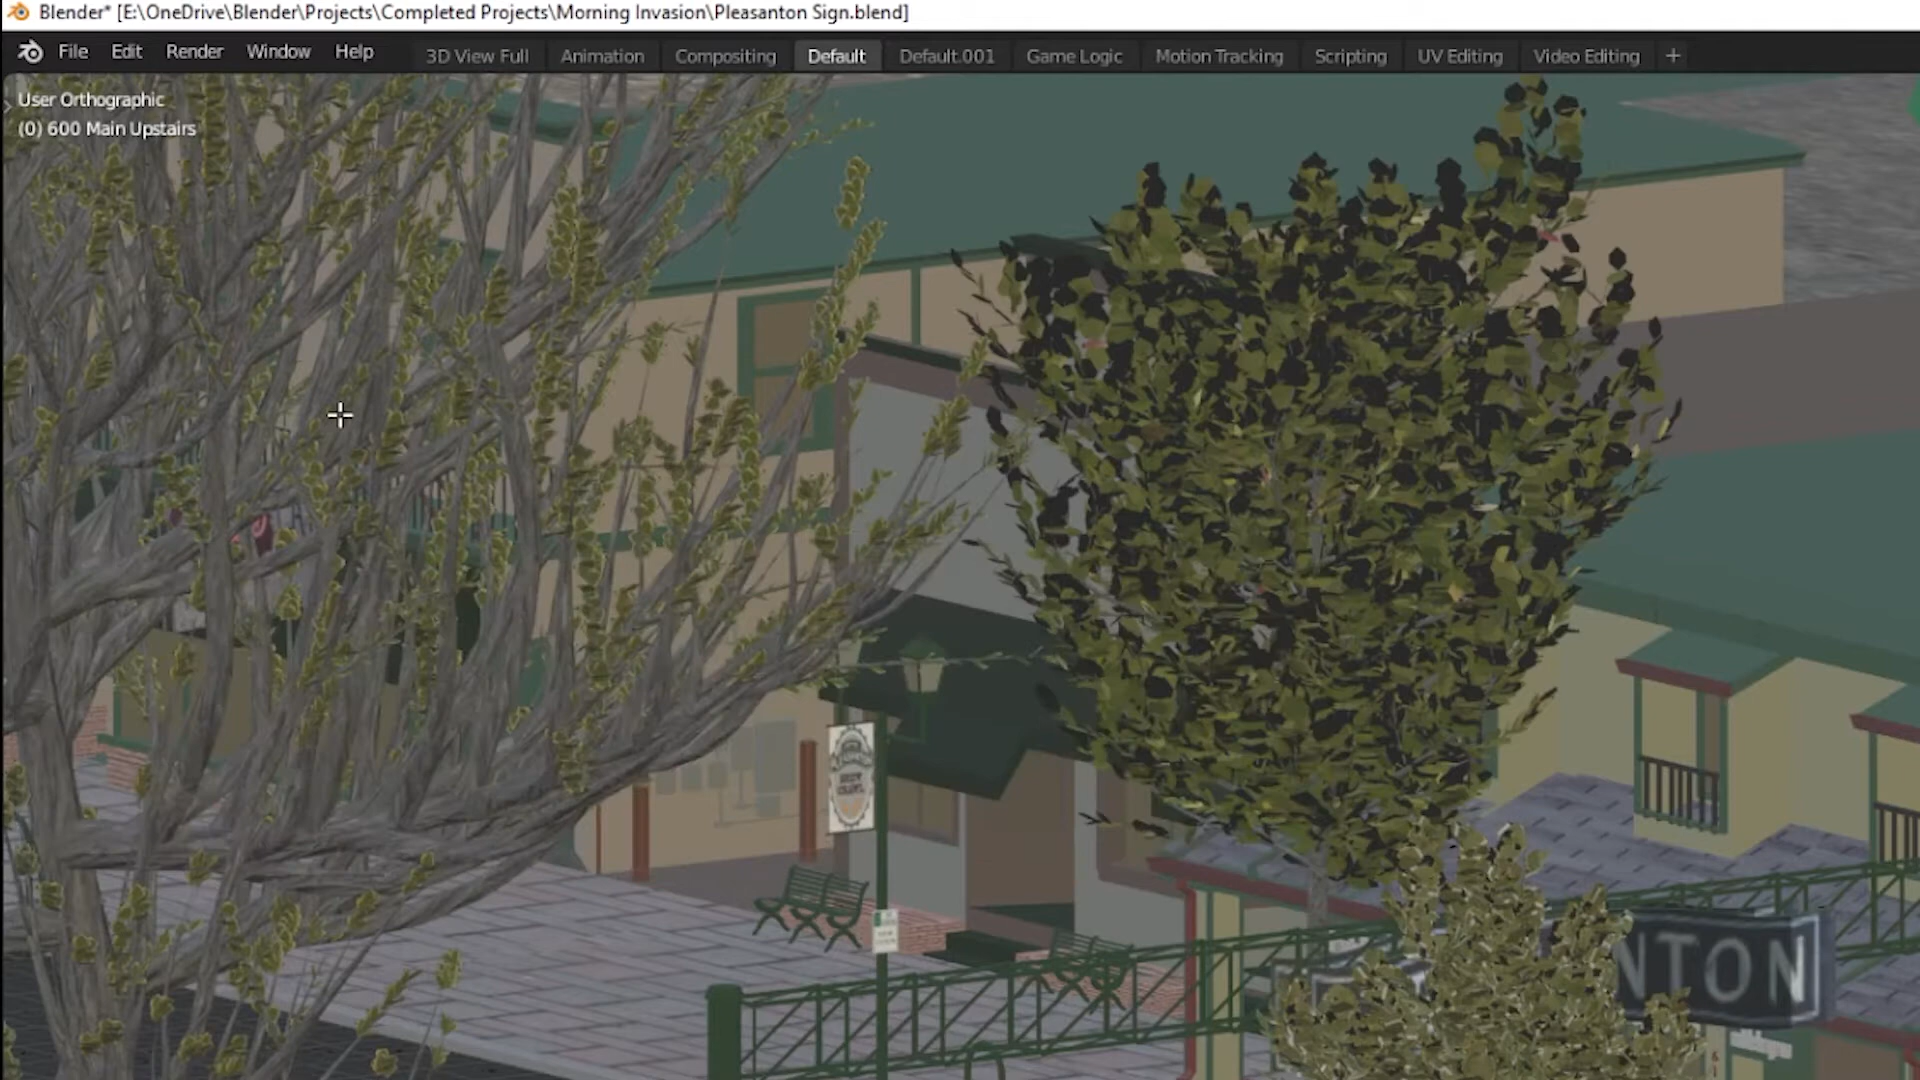 Blender* [E:\OneDrive\Blender\Projects\Completed Projects\Morning Invasion\Pleasanton Sign.blend]
File Edit Render Window Help 3D View Full Animation Compositing Default Default.001 Game Logic Motion Tracking Scripting UV Editing Video Editing +
User Orthographic
(0) 600 Main Upstairs
NTON